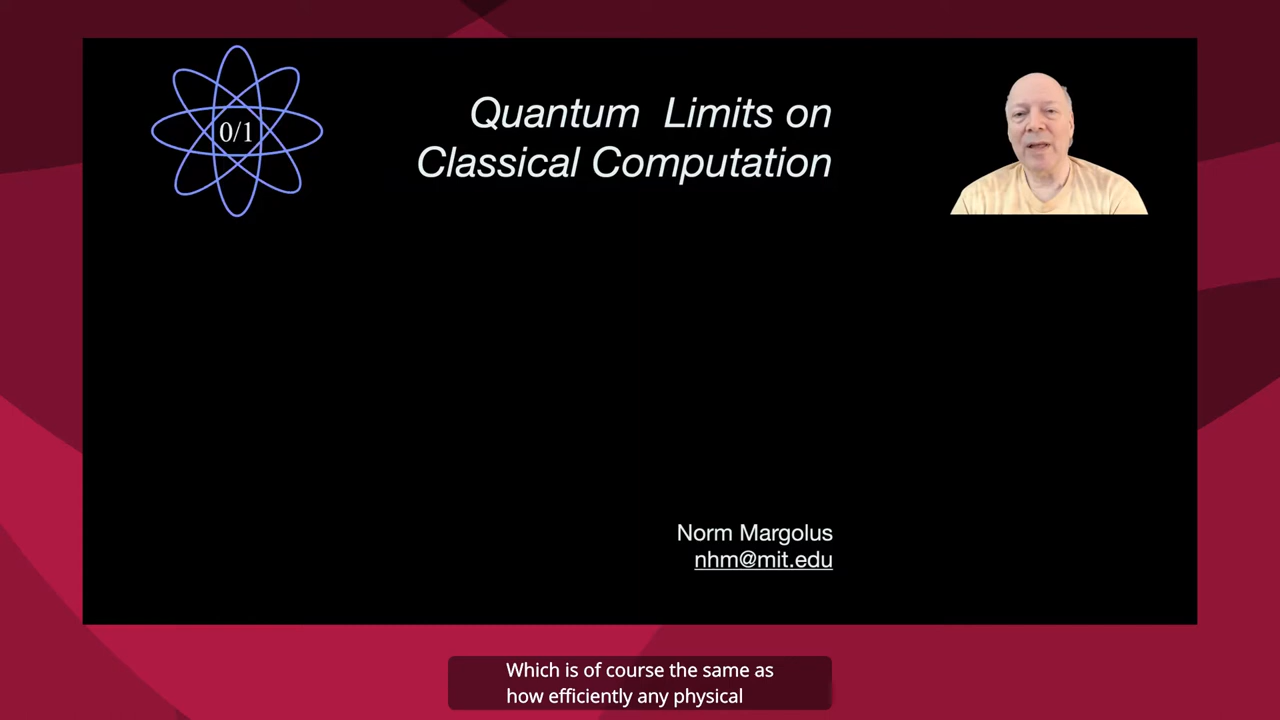 0/1
Quantum Limits on
Classical Computation
Norm Margolus
nhm@mit.edu
Which is of course the same as
how efficiently any physical